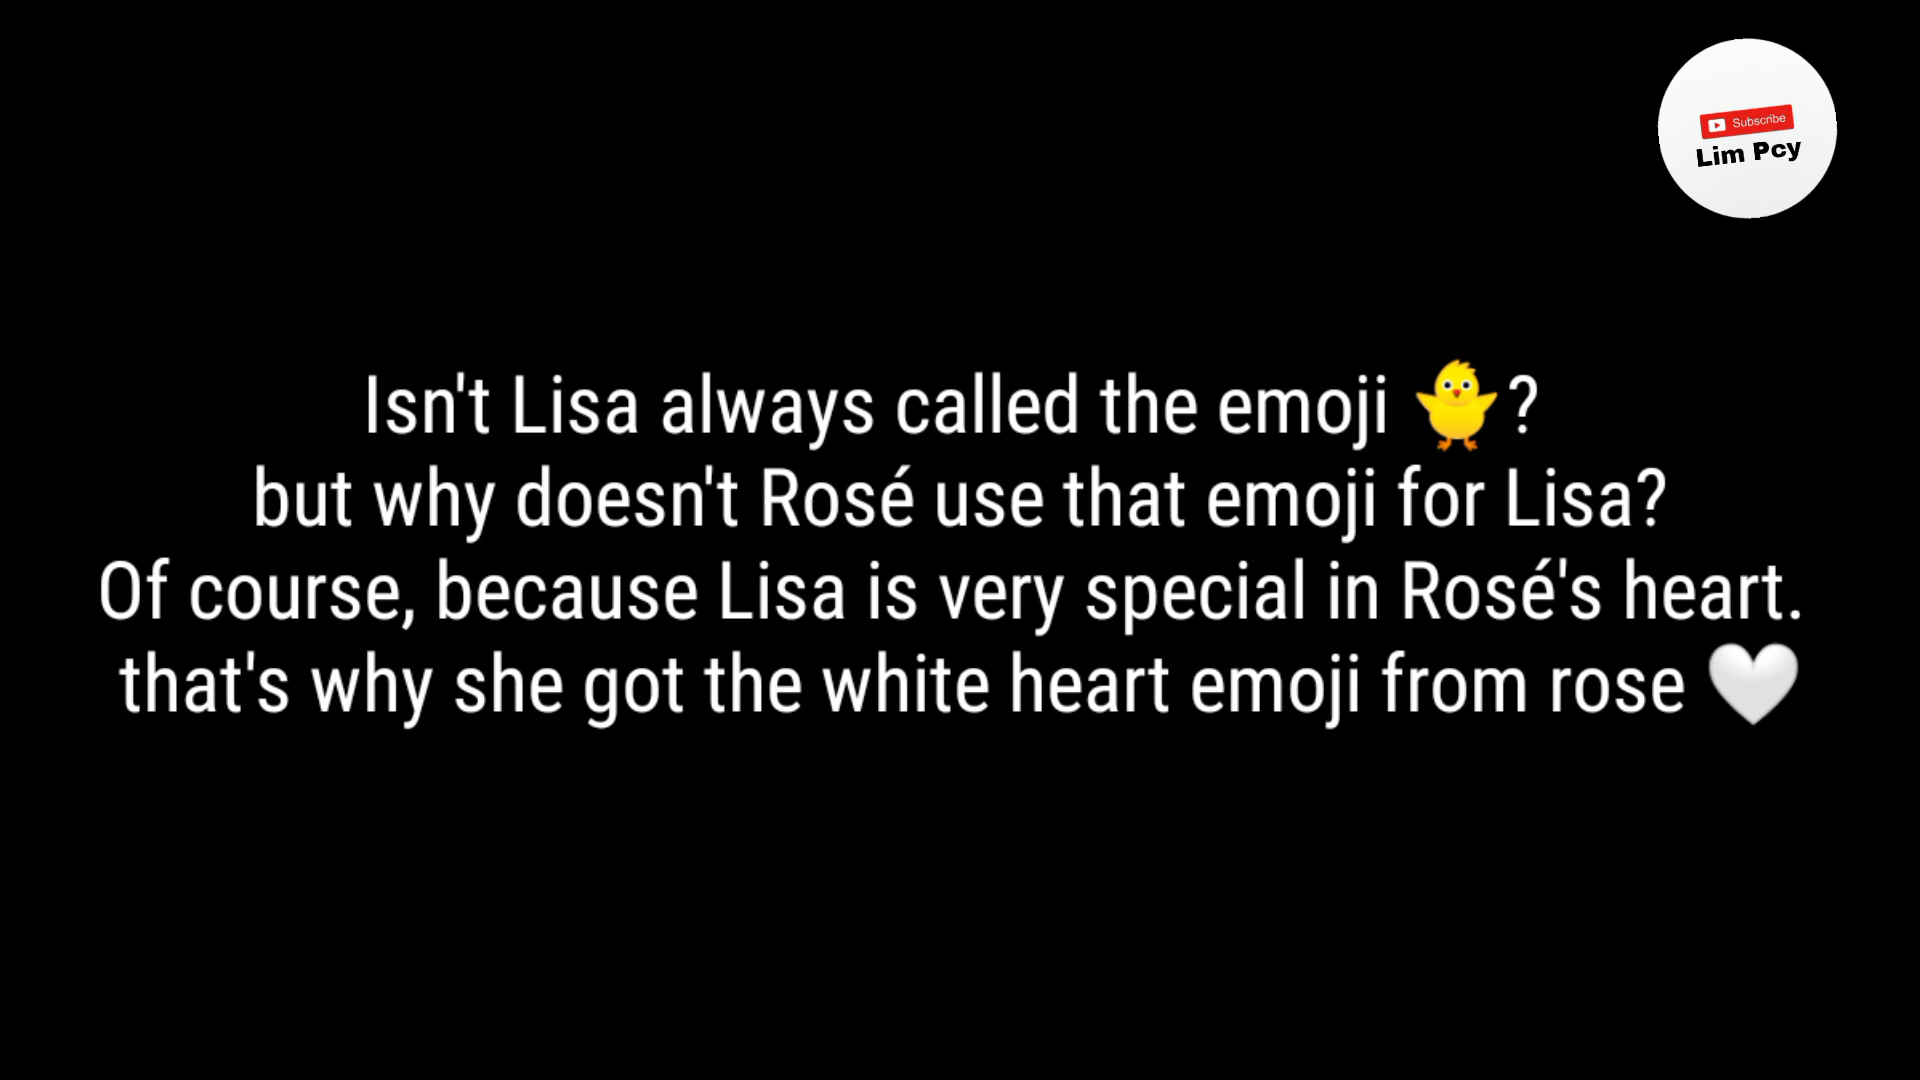 Subscribe
Lim Pcy
Isn't Lisa always called the emoji 🐥?
but why doesn't Rosé use that emoji for Lisa?
Of course, because Lisa is very special in Rosé's heart.
that's why she got the white heart emoji from rose 🤍